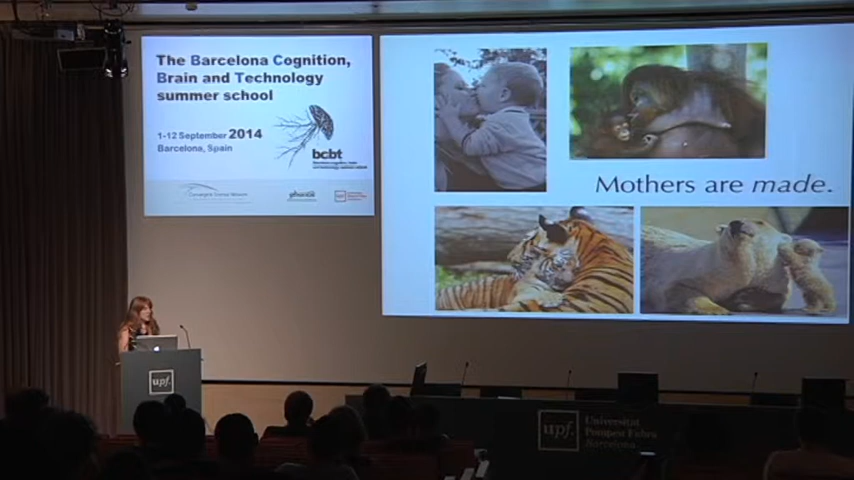 The Barcelona Cognition,
Brain and Technology
summer school
1-12 September 2014
Barcelona, Spain
bcbt
Mothers are made.
upf.
upf.
Universitat
Pompeu Fabra
Barcelona